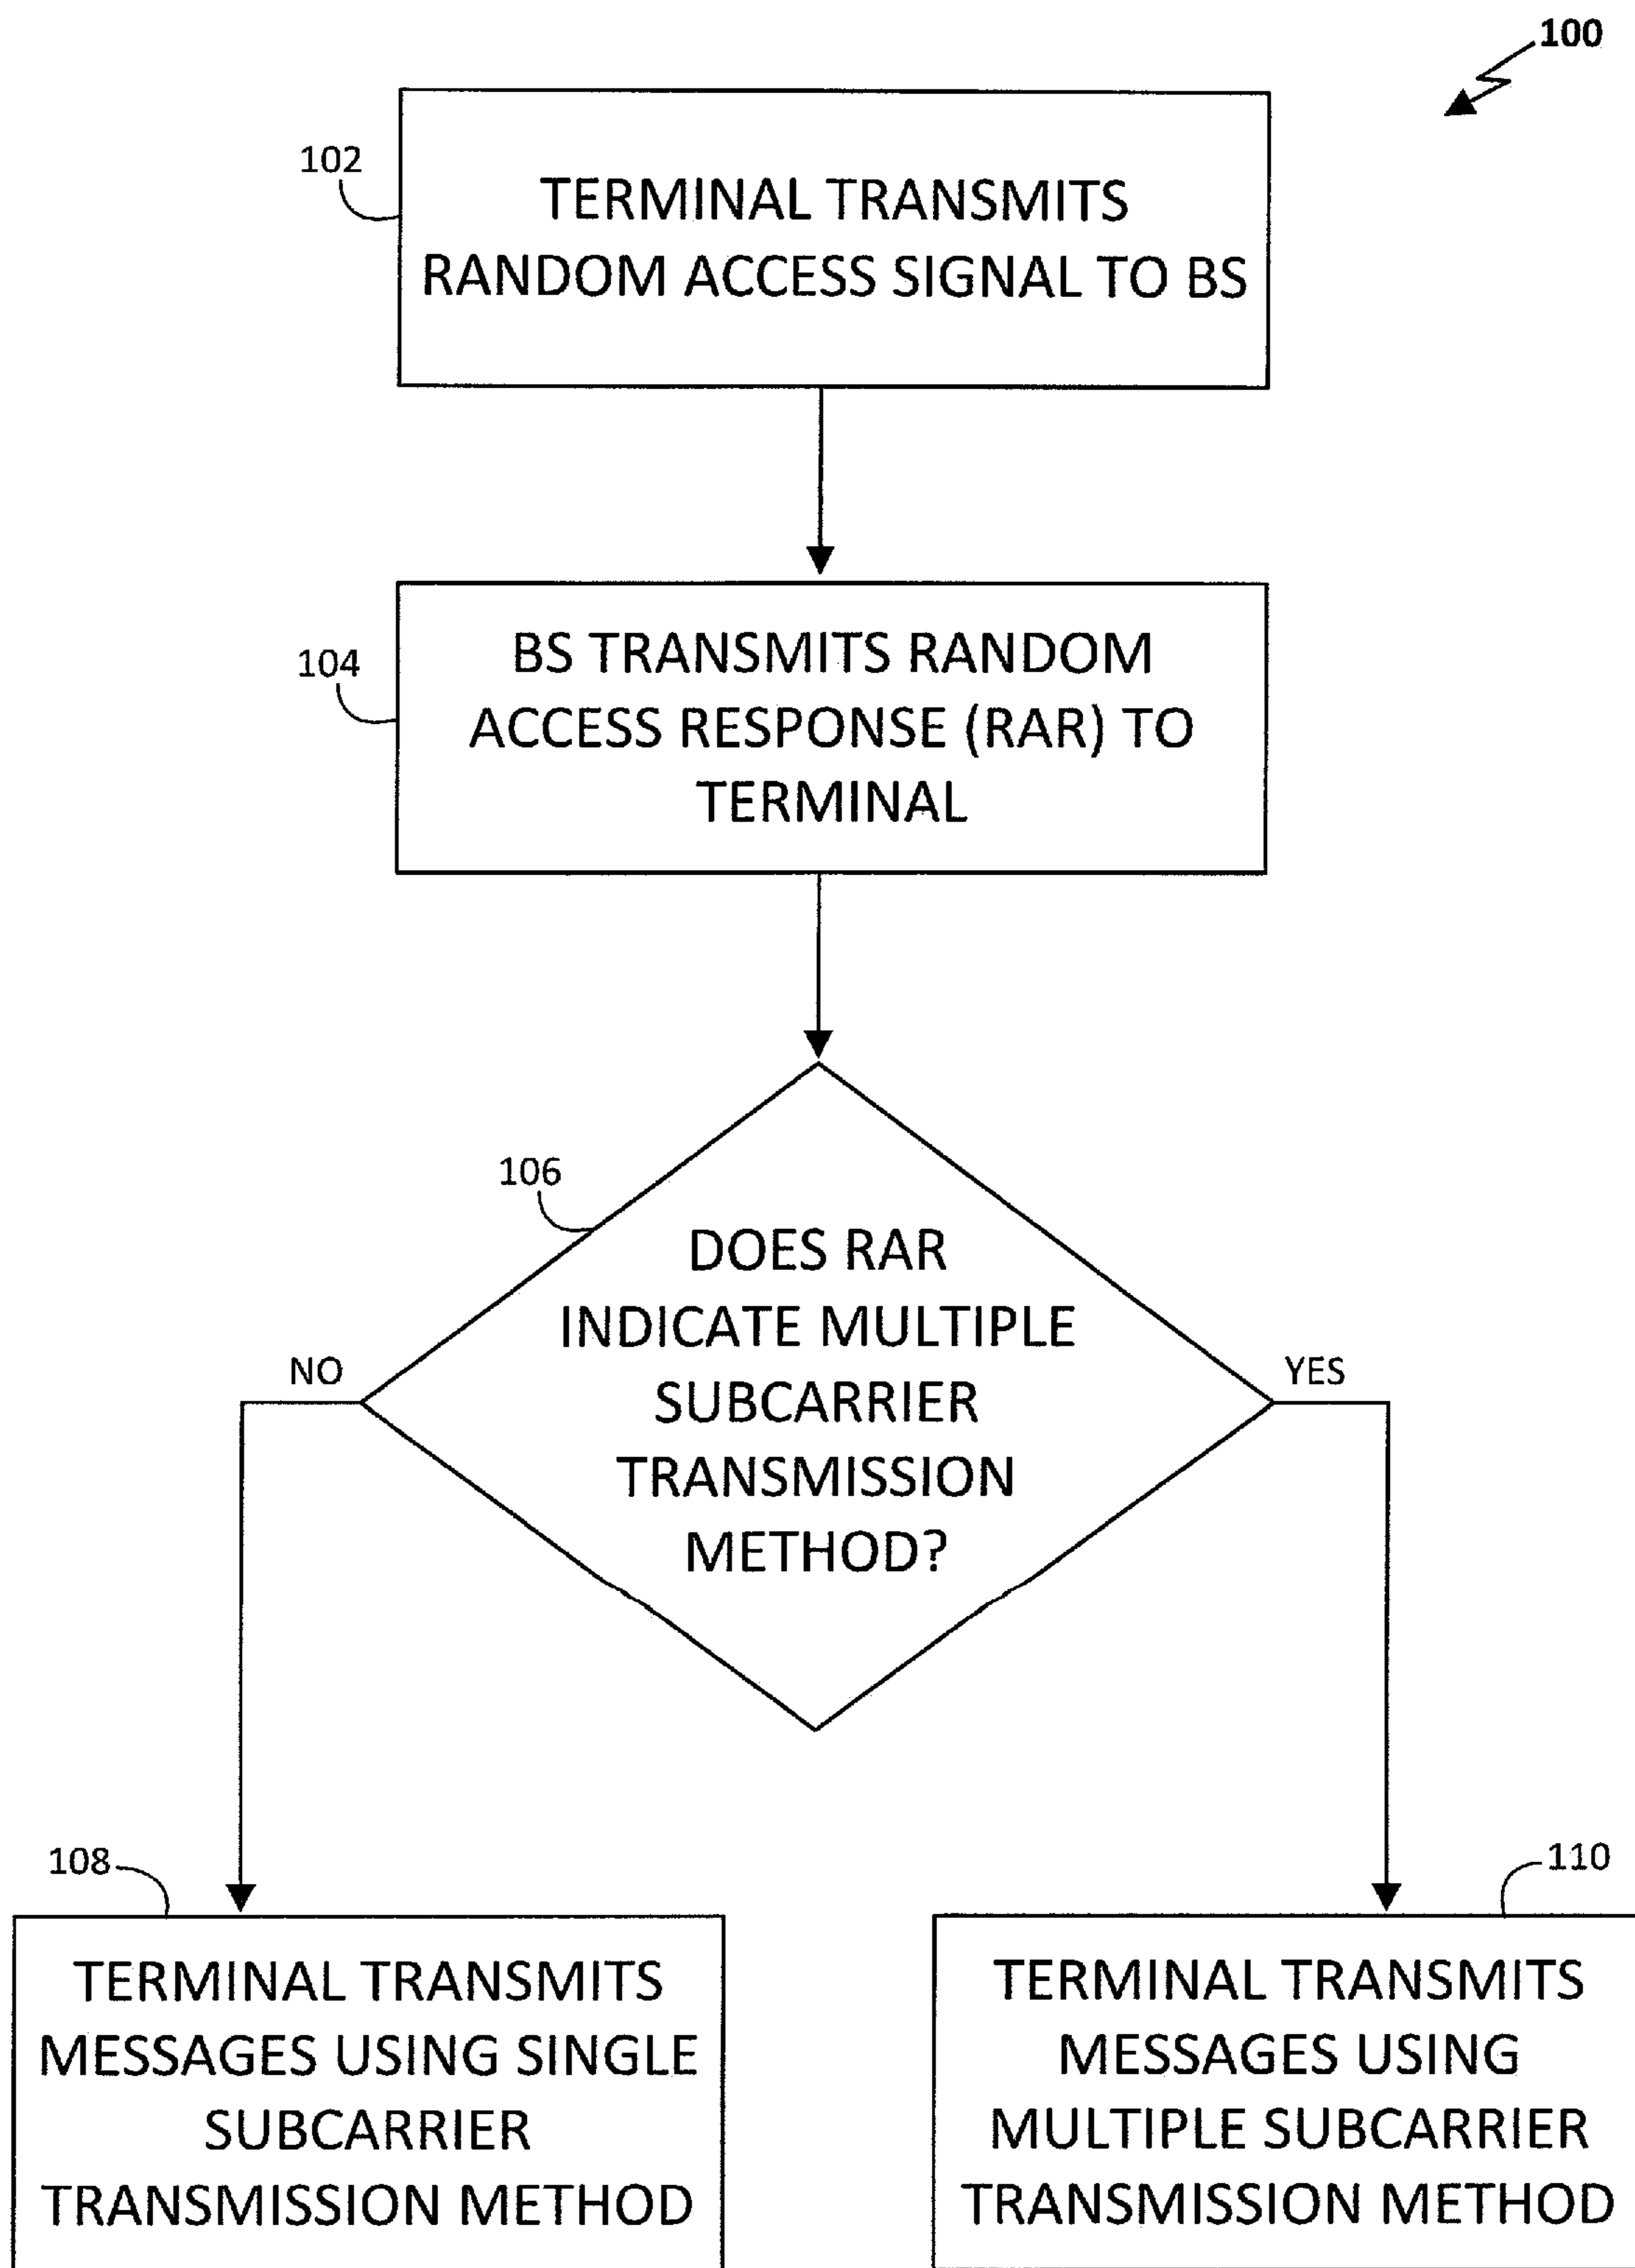 100
102
TERMINAL TRANSMITS
RANDOM ACCESS SIGNAL TO BS
104
BS TRANSMITS RANDOM
ACCESS RESPONSE (RAR) TO
TERMINAL
106
DOES RAR
INDICATE MULTIPLE
SUBCARRIER
TRANSMISSION
METHOD?
NO
YES
108
TERMINAL TRANSMITS
MESSAGES USING SINGLE
SUBCARRIER
TRANSMISSION METHOD
110
TERMINAL TRANSMITS
MESSAGES USING
MULTIPLE SUBCARRIER
TRANSMISSION METHOD